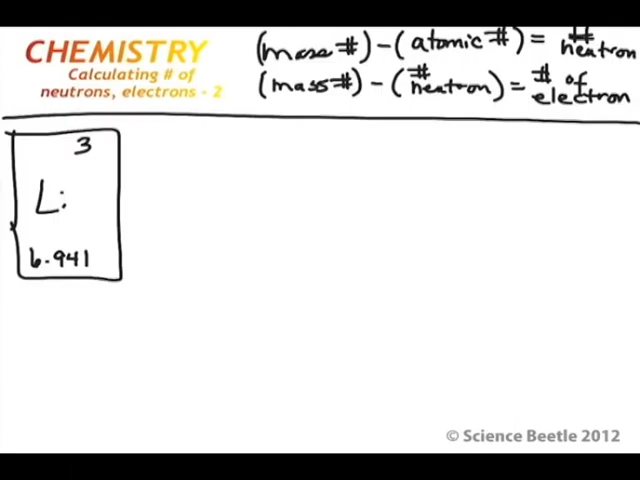 CHEMISTRY
Calculating # of
neutrons, electrons - 2
(mass #) - (atomic #) = # neutron
(mass #) - (# neutron) = # of electron
3
Li
6.941
© Science Beetle 2012